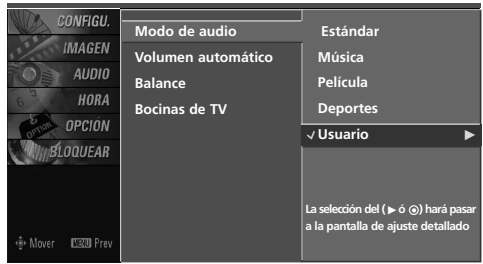 CONFIGU.
IMAGEN
AUDIO
HORA
OPCIÓN
BLOQUEAR
Mover MENU Prev
Modo de audio
Volumen automático
Balance
Bocinas de TV
Estándar
Música
Película
Deportes
✓ Usuario ▶
La selección del ( ▶ ó ◉) hará pasar
a la pantalla de ajuste detallado